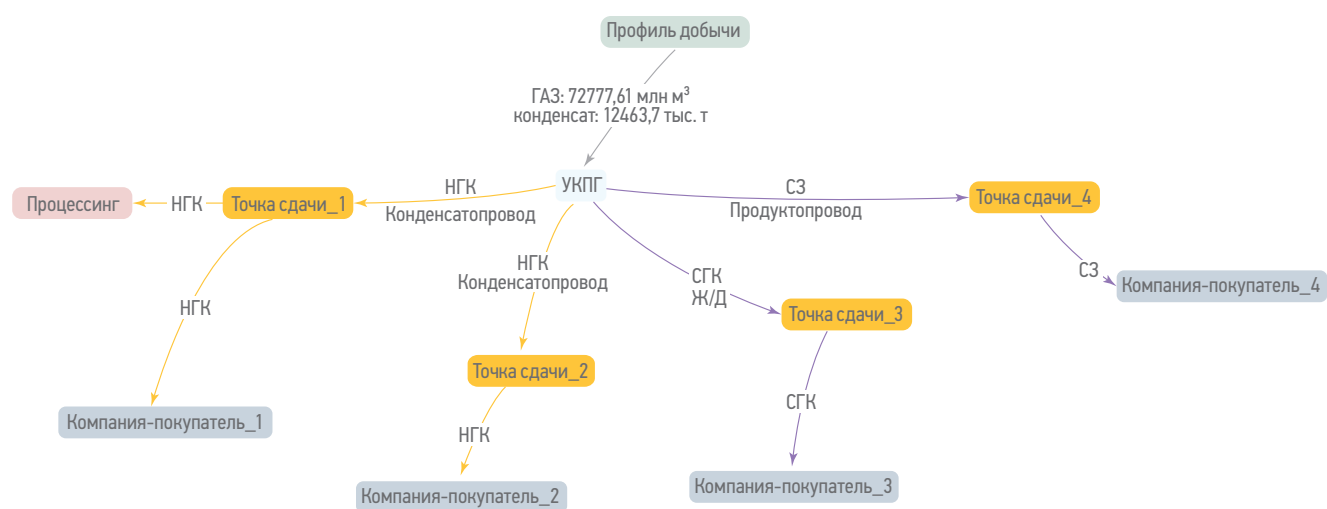 Профиль добычи
ГАЗ: 72777,61 млн м³
конденсат: 12463,7 тыс. т
УКПГ
НГК
Конденсатопровод
СЗ
Продуктопровод
Процессинг
НГК
Точка сдачи_1
Точка сдачи_4
НГК
Конденсатопровод
СГК
Ж/Д
СЗ
Компания-покупатель_4
НГК
Точка сдачи_3
Точка сдачи_2
СГК
Компания-покупатель_1
НГК
Компания-покупатель_3
Компания-покупатель_2